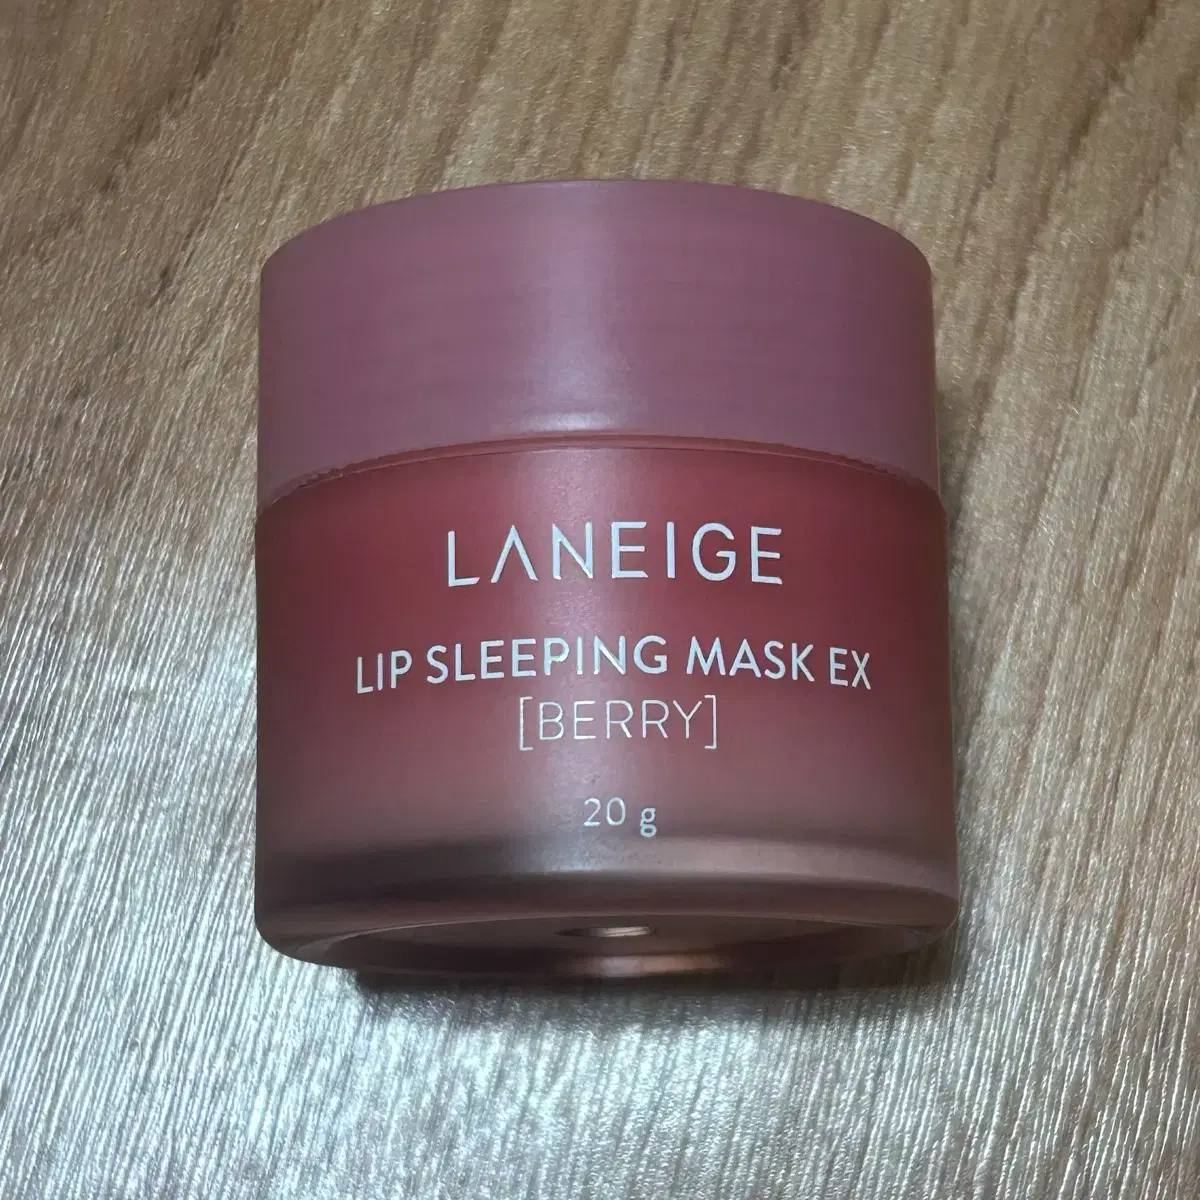 LANEIGE
LIP SLEEPING MASK EX
[BERRY]
20 g